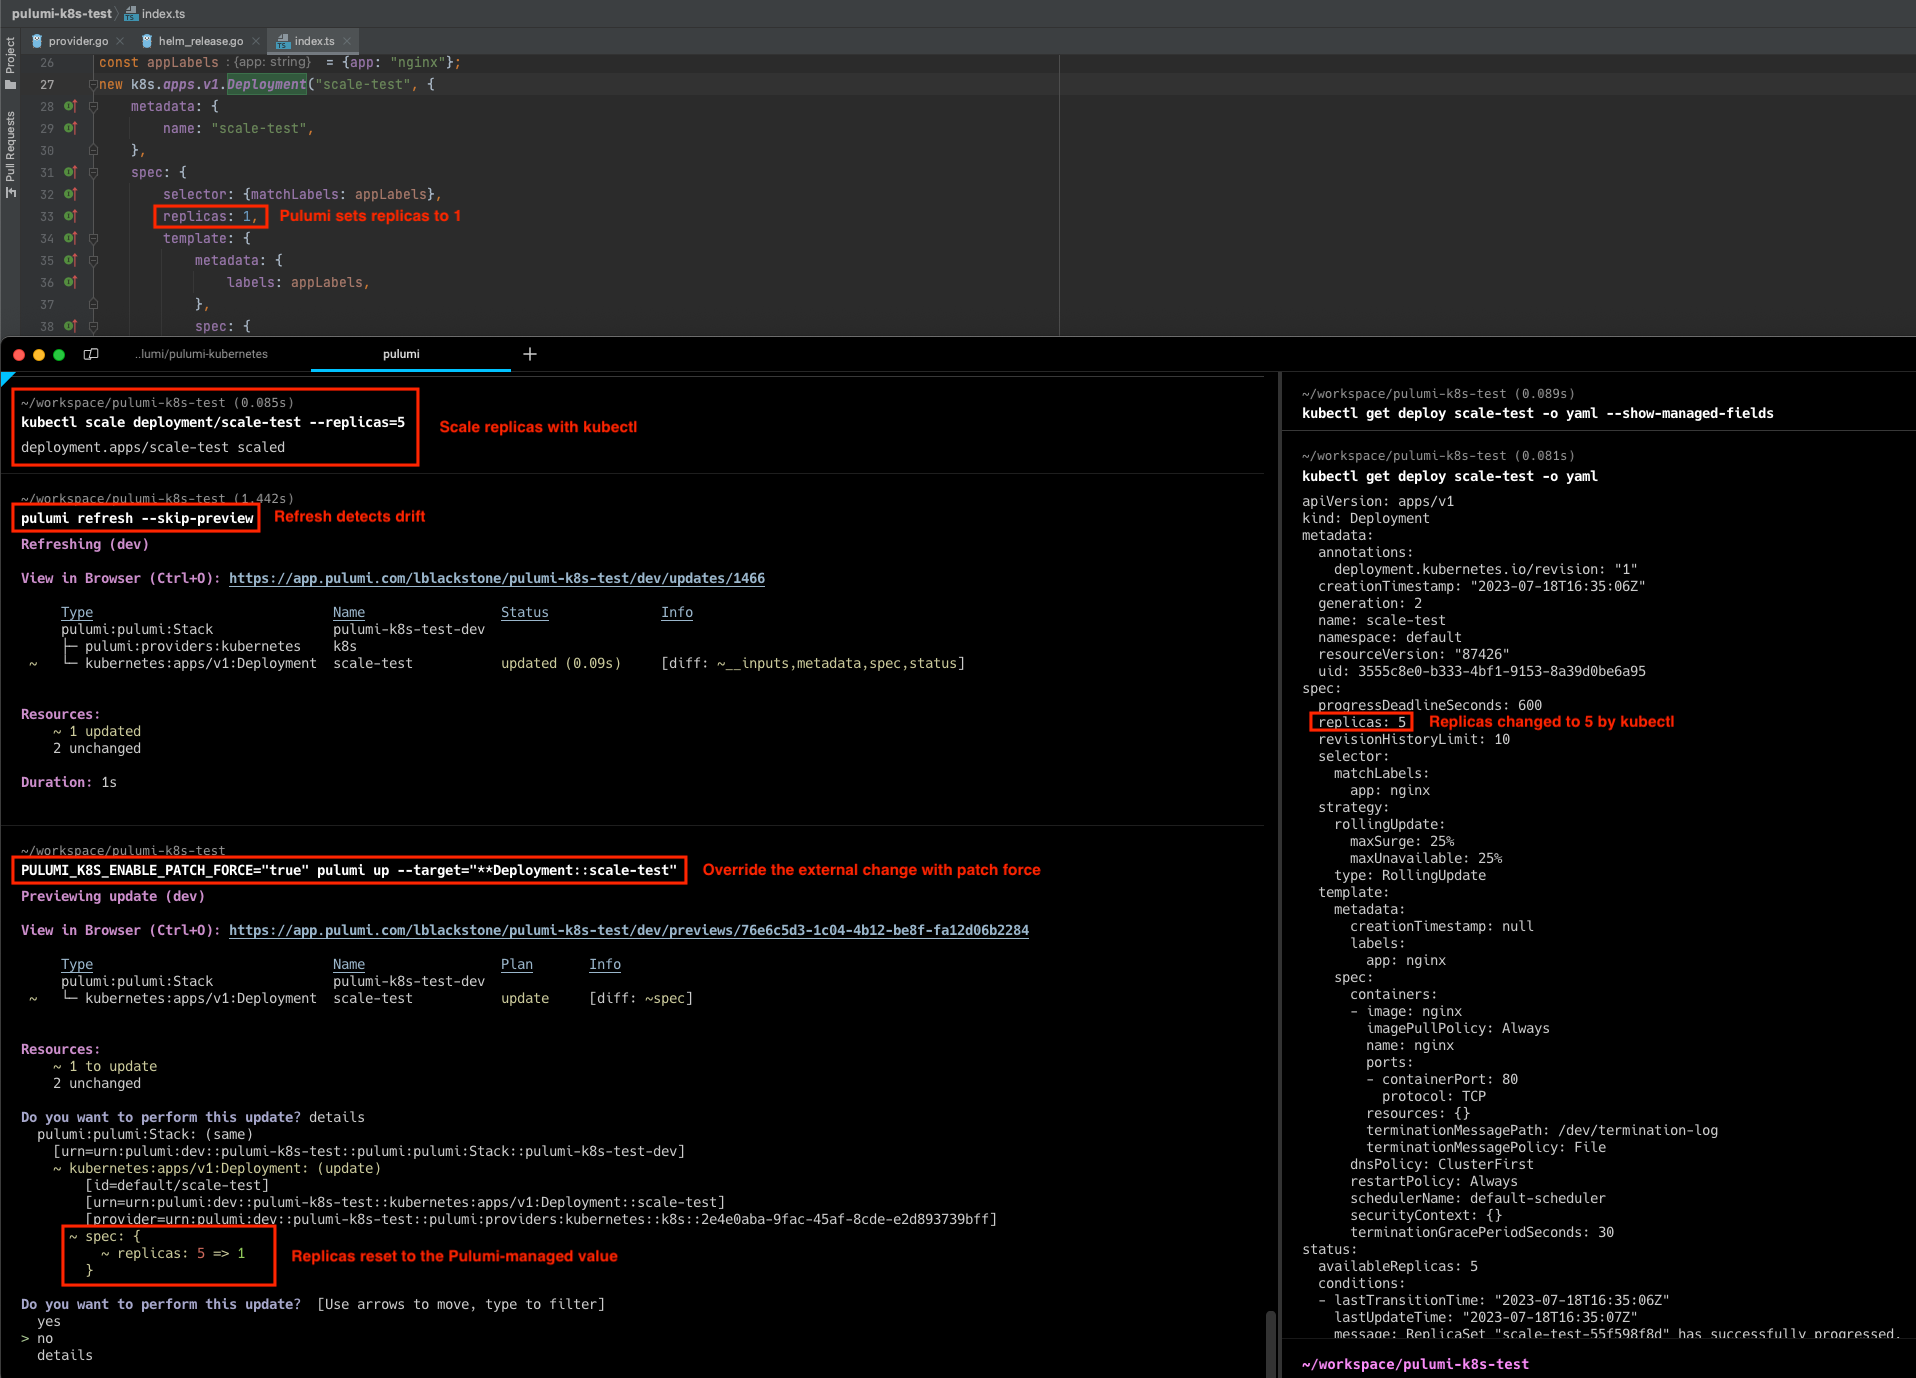 pulumi-k8s-test
index.ts
Project
Pull Requests
provider.go
helm_release.go
index.ts
26 const appLabels : {app: string} = {app: "nginx"};
27 new k8s.apps.v1.Deployment("scale-test", {
28 metadata: {
29 name: "scale-test",
30 },
31 spec: {
32 selector: {matchLabels: appLabels},
33 replicas: 1, Pulumi sets replicas to 1
34 template: {
35 metadata: {
36 labels: appLabels,
37 },
38 spec: {
..lumi/pulumi-kubernetes
pulumi
+
~/workspace/pulumi-k8s-test (0.085s)
kubectl scale deployment/scale-test --replicas=5
deployment.apps/scale-test scaled
Scale replicas with kubectl
~/workspace/pulumi-k8s-test (1.442s)
pulumi refresh --skip-preview
Refresh detects drift
Refreshing (dev)
View in Browser (Ctrl+O): https://app.pulumi.com/lblackstone/pulumi-k8s-test/dev/updates/1466
Type Name Status Info
pulumi:pulumi:Stack pulumi-k8s-test-dev
├─ pulumi:providers:kubernetes k8s
~ └─ kubernetes:apps/v1:Deployment scale-test updated (0.09s) [diff: ~__inputs,metadata,spec,status]
Resources:
~ 1 updated
2 unchanged
Duration: 1s
~/workspace/pulumi-k8s-test
PULUMI_K8S_ENABLE_PATCH_FORCE="true" pulumi up --target="**Deployment::scale-test"
Override the external change with patch force
Previewing update (dev)
View in Browser (Ctrl+O): https://app.pulumi.com/lblackstone/pulumi-k8s-test/dev/previews/76e6c5d3-1c04-4b12-be8f-fa12d06b2284
Type Name Plan Info
pulumi:pulumi:Stack pulumi-k8s-test-dev
~ └─ kubernetes:apps/v1:Deployment scale-test update [diff: ~spec]
Resources:
~ 1 to update
2 unchanged
Do you want to perform this update? details
pulumi:pulumi:Stack: (same)
[urn=urn:pulumi:dev::pulumi-k8s-test::pulumi:pulumi:Stack::pulumi-k8s-test-dev]
~ kubernetes:apps/v1:Deployment: (update)
[id=default/scale-test]
[urn=urn:pulumi:dev::pulumi-k8s-test::kubernetes:apps/v1:Deployment::scale-test]
[provider=urn:pulumi:dev::pulumi-k8s-test::pulumi:providers:kubernetes::k8s::2e4e0aba-9fac-45af-8cde-e2d893739bff]
~ spec: {
~ replicas: 5 => 1
}
Replicas reset to the Pulumi-managed value
Do you want to perform this update? [Use arrows to move, type to filter]
yes
> no
details
~/workspace/pulumi-k8s-test (0.089s)
kubectl get deploy scale-test -o yaml --show-managed-fields
~/workspace/pulumi-k8s-test (0.081s)
kubectl get deploy scale-test -o yaml
apiVersion: apps/v1
kind: Deployment
metadata:
annotations:
deployment.kubernetes.io/revision: "1"
creationTimestamp: "2023-07-18T16:35:06Z"
generation: 2
name: scale-test
namespace: default
resourceVersion: "87426"
uid: 3555c8e0-b333-4bf1-9153-8a39d0be6a95
spec:
progressDeadlineSeconds: 600
replicas: 5 Replicas changed to 5 by kubectl
revisionHistoryLimit: 10
selector:
matchLabels:
app: nginx
strategy:
rollingUpdate:
maxSurge: 25%
maxUnavailable: 25%
type: RollingUpdate
template:
metadata:
creationTimestamp: null
labels:
app: nginx
spec:
containers:
- image: nginx
imagePullPolicy: Always
name: nginx
ports:
- containerPort: 80
protocol: TCP
resources: {}
terminationMessagePath: /dev/termination-log
terminationMessagePolicy: File
dnsPolicy: ClusterFirst
restartPolicy: Always
schedulerName: default-scheduler
securityContext: {}
terminationGracePeriodSeconds: 30
status:
availableReplicas: 5
conditions:
- lastTransitionTime: "2023-07-18T16:35:06Z"
lastUpdateTime: "2023-07-18T16:35:07Z"
message: ReplicaSet "scale-test-55f598f8d" has successfully progressed.
~/workspace/pulumi-k8s-test